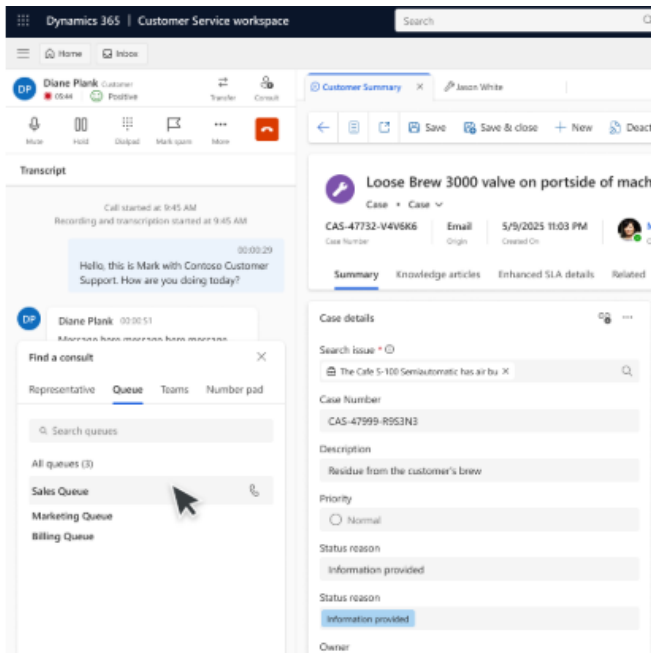 Dynamics 365 | Customer Service workspace
Search
Home
Inbox
DP
Diane Plank Customer
05:44
Positive
Transfer
Consult
Mute
Hold
Dialpad
Mark spam
More
Transcript
Call started at 9:45 AM
Recording and transcription started at 9:45 AM
00:00:29
Hello, this is Mark with Contoso Customer
Support. How are you doing today?
DP
Diane Plank 00:00:51
Message here message here message
Find a consult
Representative
Queue
Teams
Number pad
Search queues
All queues (3)
Sales Queue
Marketing Queue
Billing Queue
Customer Summary
Jason White
Save
Save & close
New
Deact
Loose Brew 3000 valve on portside of mach
Case • Case
CAS-47732-V4V6K6
Case Number
Email
Origin
5/9/2025 11:03 PM
Created On
Summary
Knowledge articles
Enhanced SLA details
Related
Case details
Search issue *
The Cafe S-100 Semiautomatic has air bu
Case Number
CAS-47999-R9S3N3
Description
Residue from the customer's brew
Priority
Normal
Status reason
Information provided
Status reason
Information provided
Owner